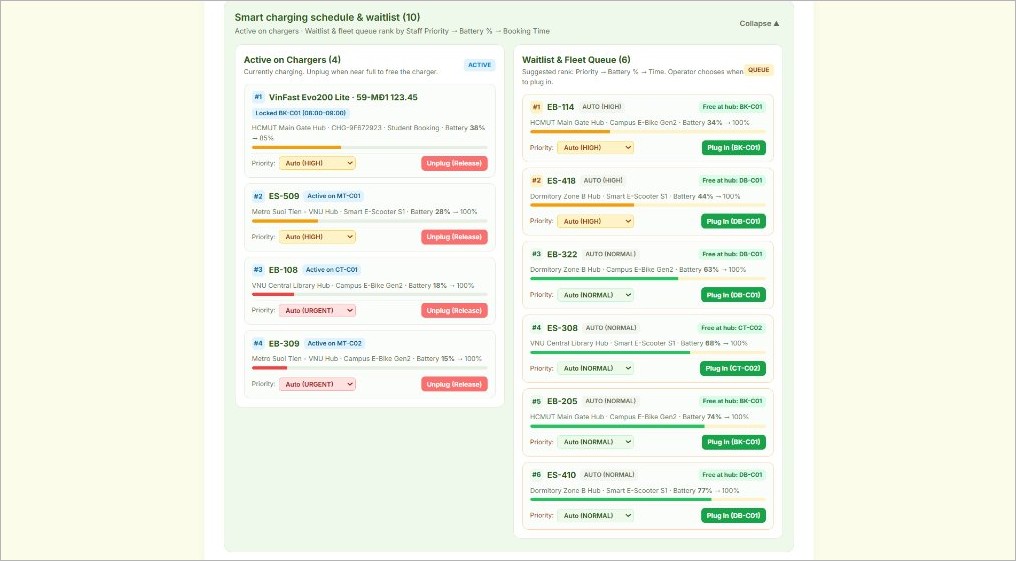 Smart charging schedule & waitlist (10)
Active on chargers · Waitlist & fleet queue rank by Staff Priority → Battery % → Booking Time
Collapse ▲
Active on Chargers (4)
Currently charging. Unplug when near full to free the charger.
ACTIVE
#1 VinFast Evo200 Lite · 59-MĐ1 123.45
Locked BK-C01 (08:00-09:00)
HCMUT Main Gate Hub · CHG-9F872923 · Student Booking · Battery 38%
→ 85%
Priority: Auto (HIGH) Unplug (Release)
#2 ES-509 Active on MT-C01
Metro Suoi Tien - VNU Hub · Smart E-Scooter S1 · Battery 28% → 100%
Priority: Auto (HIGH) Unplug (Release)
#3 EB-108 Active on CT-C01
VNU Central Library Hub · Campus E-Bike Gen2 · Battery 18% → 100%
Priority: Auto (URGENT) Unplug (Release)
#4 EB-309 Active on MT-C02
Metro Suoi Tien - VNU Hub · Campus E-Bike Gen2 · Battery 15% → 100%
Priority: Auto (URGENT) Unplug (Release)
Waitlist & Fleet Queue (6)
Suggested rank: Priority → Battery % → Time. Operator chooses when
to plug in.
QUEUE
#1 EB-114 AUTO (HIGH) Free at hub: BK-C01
HCMUT Main Gate Hub · Campus E-Bike Gen2 · Battery 34% → 100%
Priority: Auto (HIGH) Plug In (BK-C01)
#2 ES-418 AUTO (HIGH) Free at hub: DB-C01
Dormitory Zone B Hub · Smart E-Scooter S1 · Battery 44% → 100%
Priority: Auto (HIGH) Plug In (DB-C01)
#3 EB-322 AUTO (NORMAL) Free at hub: DB-C01
Dormitory Zone B Hub · Campus E-Bike Gen2 · Battery 63% → 100%
Priority: Auto (NORMAL) Plug In (DB-C01)
#4 ES-308 AUTO (NORMAL) Free at hub: CT-C02
VNU Central Library Hub · Smart E-Scooter S1 · Battery 68% → 100%
Priority: Auto (NORMAL) Plug In (CT-C02)
#5 EB-205 AUTO (NORMAL) Free at hub: BK-C01
HCMUT Main Gate Hub · Campus E-Bike Gen2 · Battery 74% → 100%
Priority: Auto (NORMAL) Plug In (BK-C01)
#6 ES-410 AUTO (NORMAL) Free at hub: DB-C01
Dormitory Zone B Hub · Smart E-Scooter S1 · Battery 77% → 100%
Priority: Auto (NORMAL) Plug In (DB-C01)